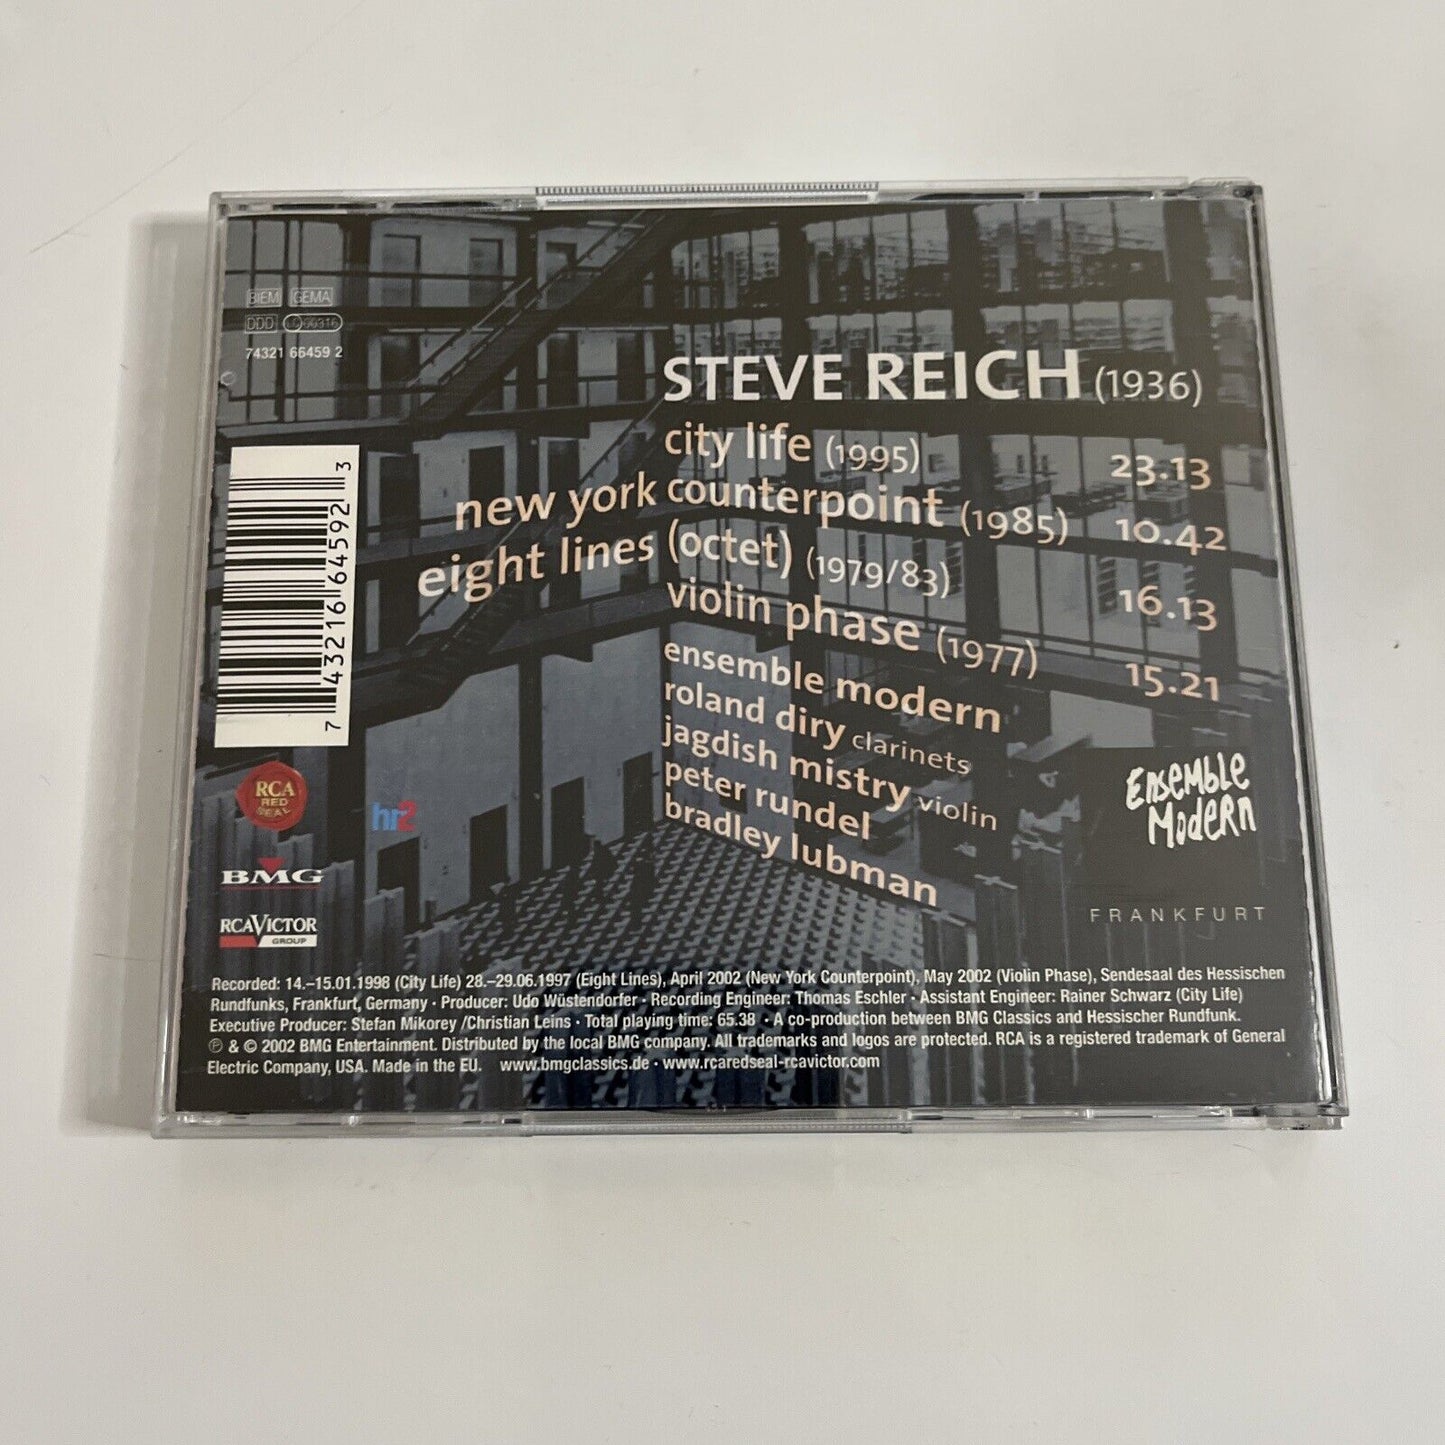 BIEM GEMA
DDD LC 00316
74321 66459 2
STEVE REICH (1936)
city life (1995) 23.13
new york counterpoint (1985) 10.42
eight lines (octet) (1979/83) 16.13
violin phase (1977) 15.21
ensemble modern
roland diry clarinets
jagdish mistry violin
peter rundel
bradley lubman
7 43216 64592 3
RCA
RED
SEAL
hr2
BMG
RCAVICTOR
GROUP
Ensemble
Modern
FRANKFURT
Recorded: 14.–15.01.1998 (City Life) 28.–29.06.1997 (Eight Lines), April 2002 (New York Counterpoint), May 2002 (Violin Phase), Sendesaal des Hessischen
Rundfunks, Frankfurt, Germany · Producer: Udo Wüstendorfer · Recording Engineer: Thomas Eschler · Assistant Engineer: Rainer Schwarz (City Life)
Executive Producer: Stefan Mikorey /Christian Leins · Total playing time: 65.38 · A co-production between BMG Classics and Hessischer Rundfunk.
℗ & © 2002 BMG Entertainment. Distributed by the local BMG company. All trademarks and logos are protected. RCA is a registered trademark of General
Electric Company, USA. Made in the EU. www.bmgclassics.de · www.rcaredseal-rcavictor.com